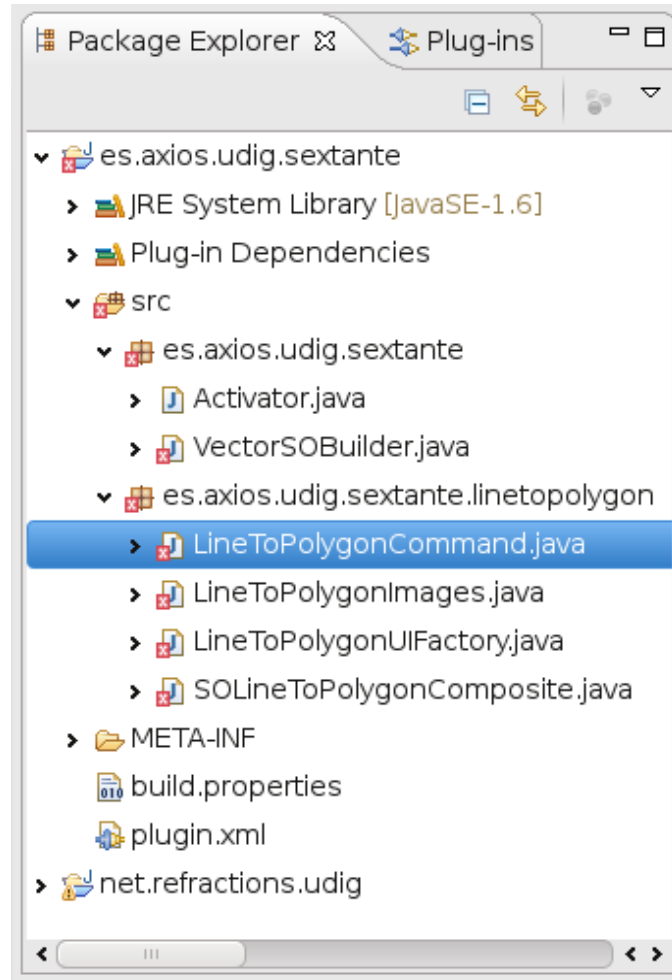 Package Explorer Plug-ins
es.axios.udig.sextante
JRE System Library [JavaSE-1.6]
Plug-in Dependencies
src
es.axios.udig.sextante
Activator.java
VectorSOBuilder.java
es.axios.udig.sextante.linetopolygon
LineToPolygonCommand.java
LineToPolygonImages.java
LineToPolygonUIFactory.java
SOLineToPolygonComposite.java
META-INF
build.properties
plugin.xml
net.refractions.udig